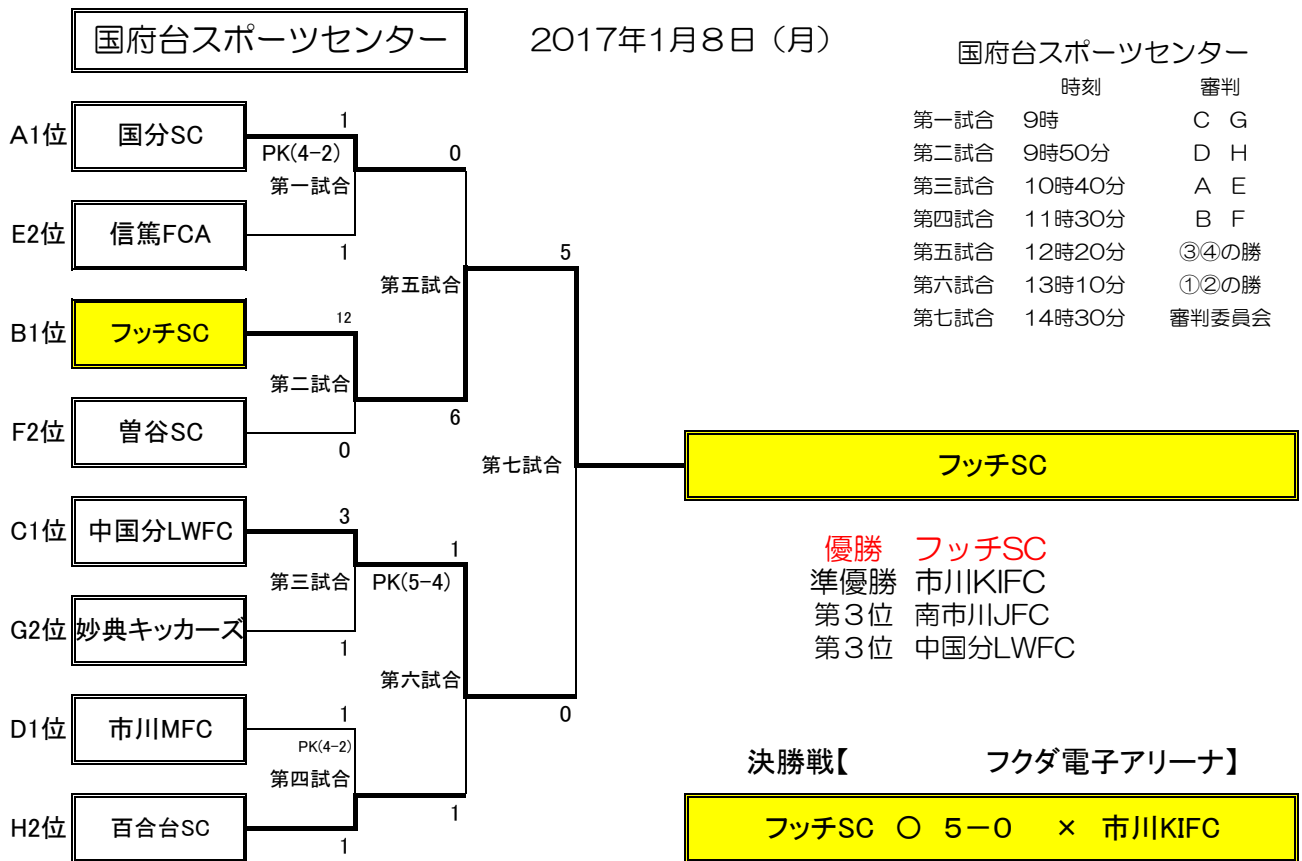 国府台スポーツセンター
2017年1月8日（月）
国府台スポーツセンター
時刻 審判
第一試合 9時 C G
第二試合 9時50分 D H
第三試合 10時40分 A E
第四試合 11時30分 B F
第五試合 12時20分 ③④の勝
第六試合 13時10分 ①②の勝
第七試合 14時30分 審判委員会
A1位 国分SC 1
PK(4-2) 0
第一試合
E2位 信篤FCA
1
第五試合 5
B1位 フッチSC 12
第二試合
6
F2位 曽谷SC
0
第七試合
フッチSC
C1位 中国分LWFC 3
1
第三試合 PK(5-4)
G2位 妙典キッカーズ
1
第六試合
0
D1位 市川MFC 1
PK(4-2)
第四試合
1
H2位 百合台SC
1
優勝 フッチSC
準優勝 市川KIFC
第３位 南市川JFC
第３位 中国分LWFC
決勝戦【 フクダ電子アリーナ】
フッチSC 〇 5－0 × 市川KIFC